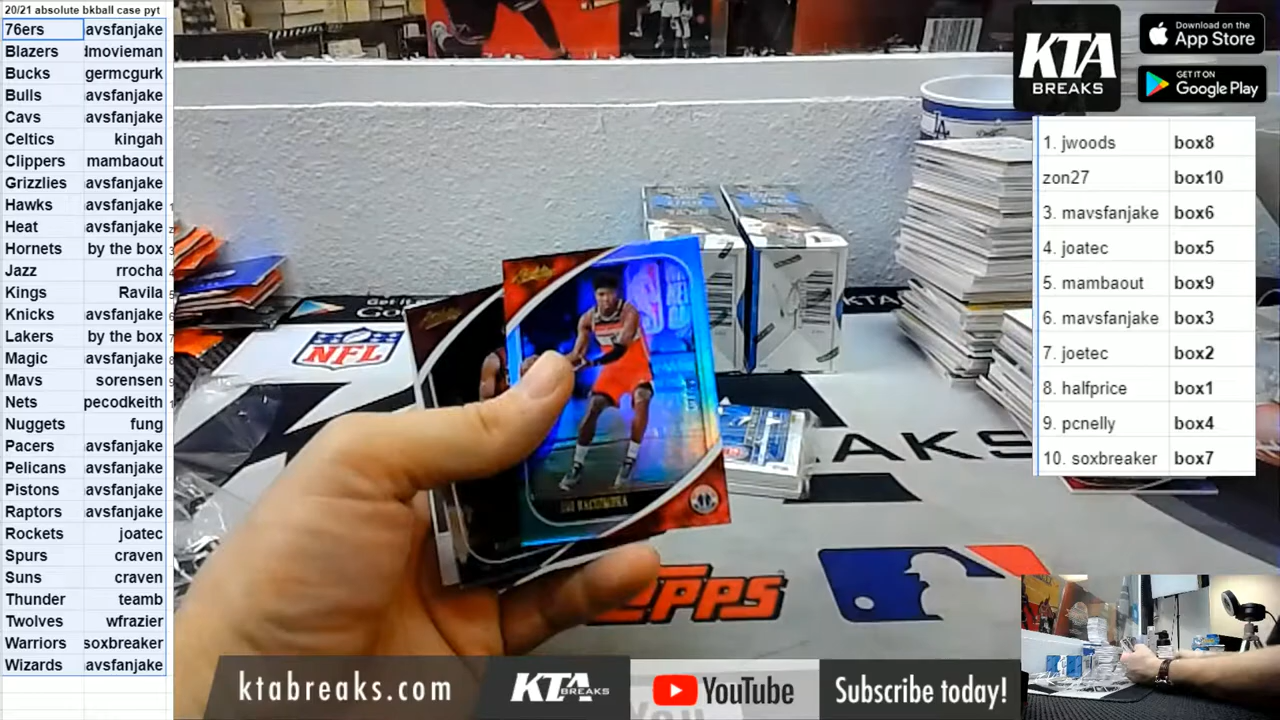 20/21 absolute bkball case pyt
76ers avsfanjake
Blazers dmovieman
Bucks germcgurk
Bulls avsfanjake
Cavs avsfanjake
Celtics kingah
Clippers mambaout
Grizzlies avsfanjake
Hawks avsfanjake
Heat avsfanjake
Hornets by the box
Jazz rrocha
Kings Ravila
Knicks avsfanjake
Lakers by the box
Magic avsfanjake
Mavs sorensen
Nets pecodkeith
Nuggets fung
Pacers avsfanjake
Pelicans avsfanjake
Pistons avsfanjake
Raptors avsfanjake
Rockets joatec
Spurs craven
Suns craven
Thunder teamb
Twolves wfrazier
Warriors soxbreaker
Wizards avsfanjake
KTA
BREAKS
Download on the
App Store
GET IT ON
Google Play
1. jwoods box8
zon27 box10
3. mavsfanjake box6
4. joatec box5
5. mambaout box9
6. mavsfanjake box3
7. joetec box2
8. halfprice box1
9. pcnelly box4
10. soxbreaker box7
NFL
KTA
EAKS
TOPPS
ktabreaks.com
KTA
BREAKS
YouTube
Subscribe today!